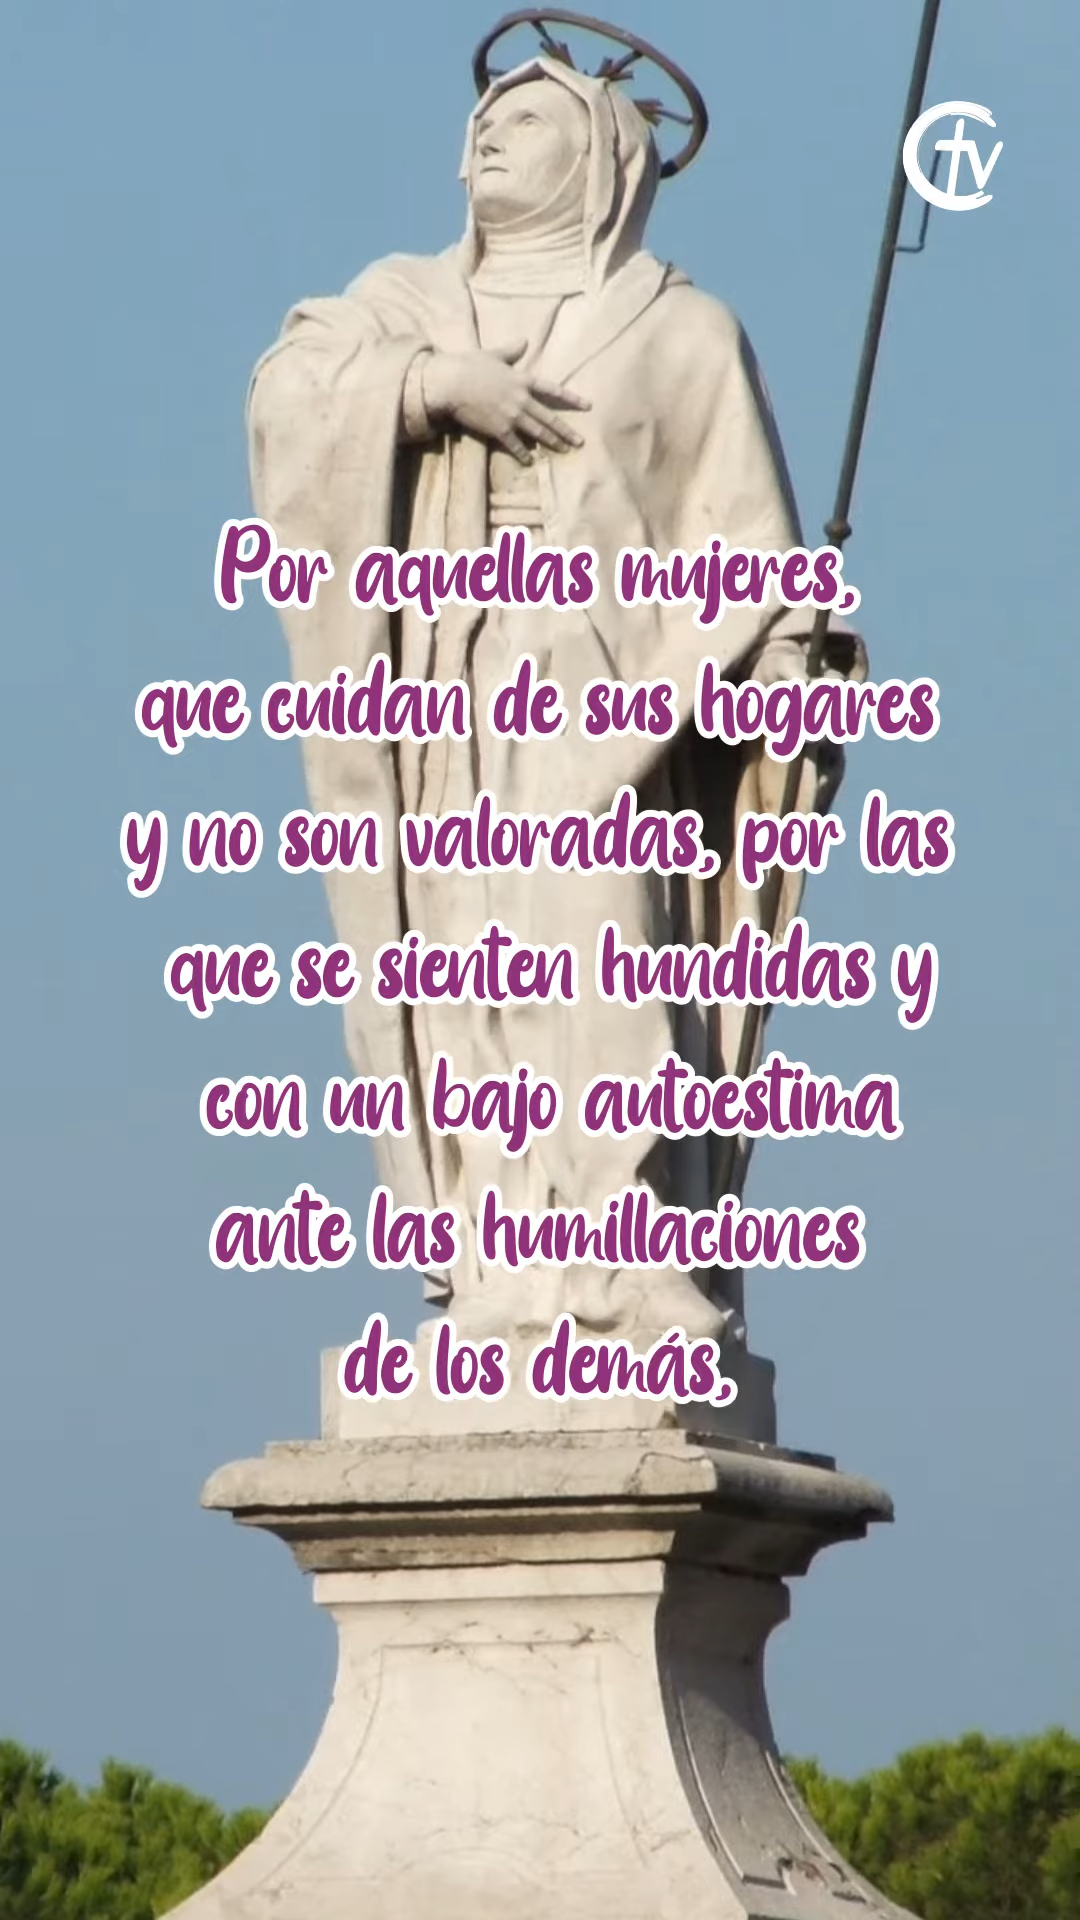 CTV
Por aquellas mujeres,
que cuidan de sus hogares
y no son valoradas, por las
que se sienten hundidas y
con un bajo autoestima
ante las humillaciones
de los demás,